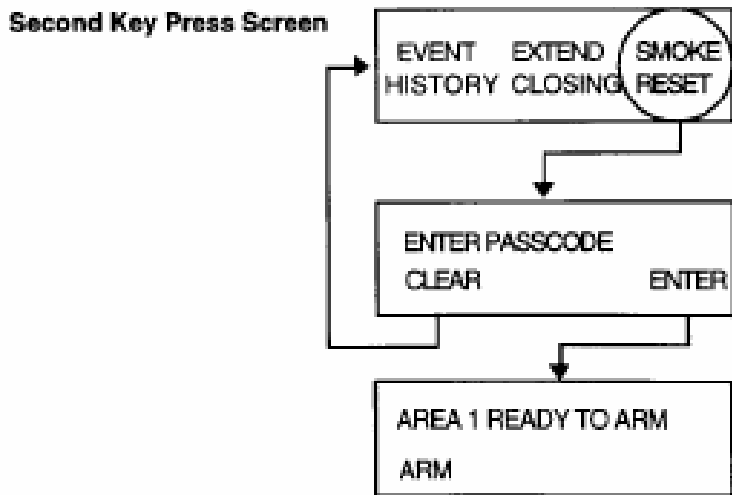 Second Key Press Screen
EVENT EXTEND SMOKE
HISTORY CLOSING RESET
ENTER PASSCODE
CLEAR ENTER
AREA 1 READY TO ARM
ARM